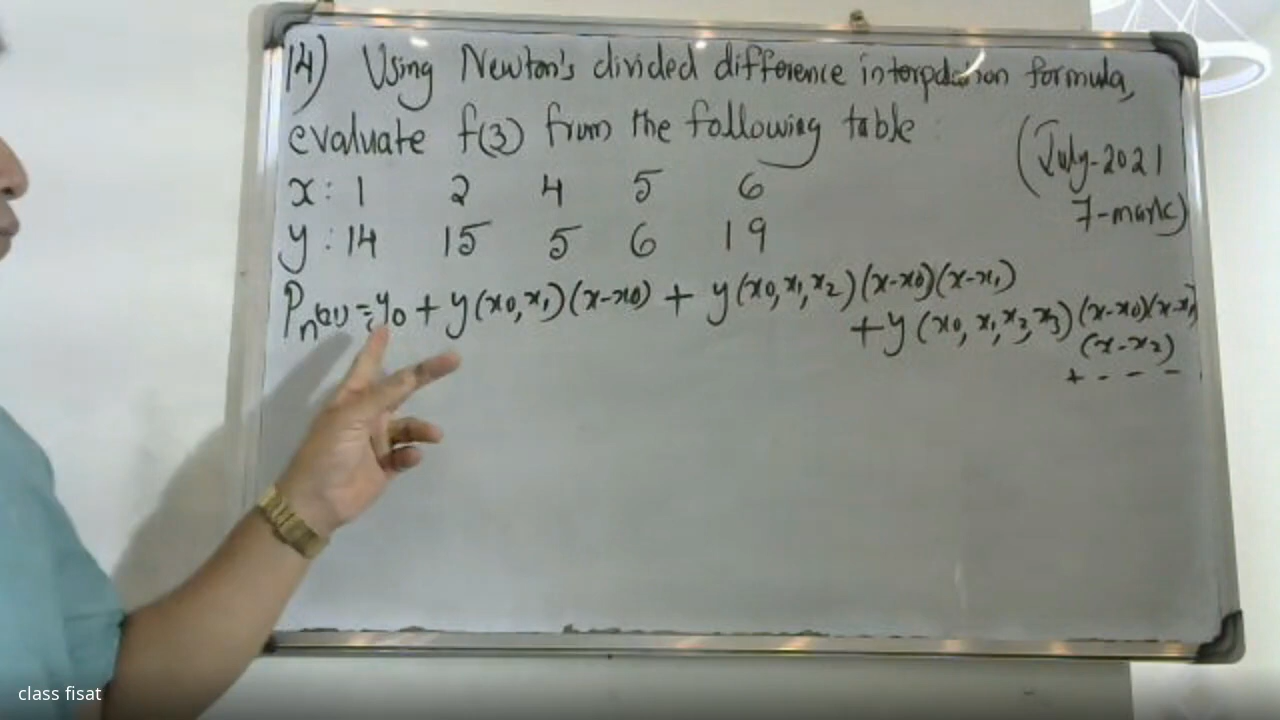 14) Using Newton's divided difference interpolation formula,
evaluate f(3) from the following table :
(July-2021
7-mark)
x : 1 2 4 5 6
y : 14 15 5 6 19
Pn(x) = y0 + y(x0, x1)(x-x0) + y(x0, x1, x2)(x-x0)(x-x1)
+ y(x0, x1, x2, x3)(x-x0)(x-x1)
(x-x2)
+ - - -
class fisat